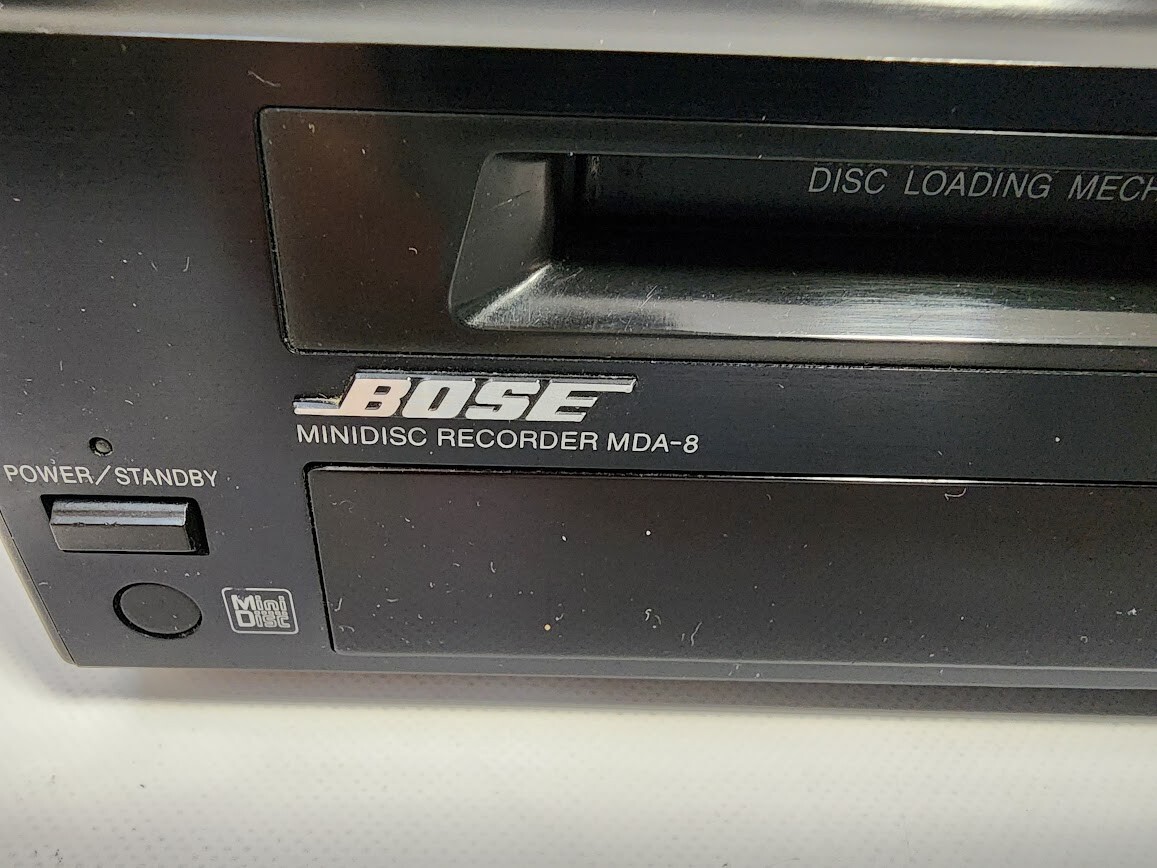 DISC LOADING MECH
BOSE
MINIDISC RECORDER MDA-8
POWER/STANDBY
Mini
Disc